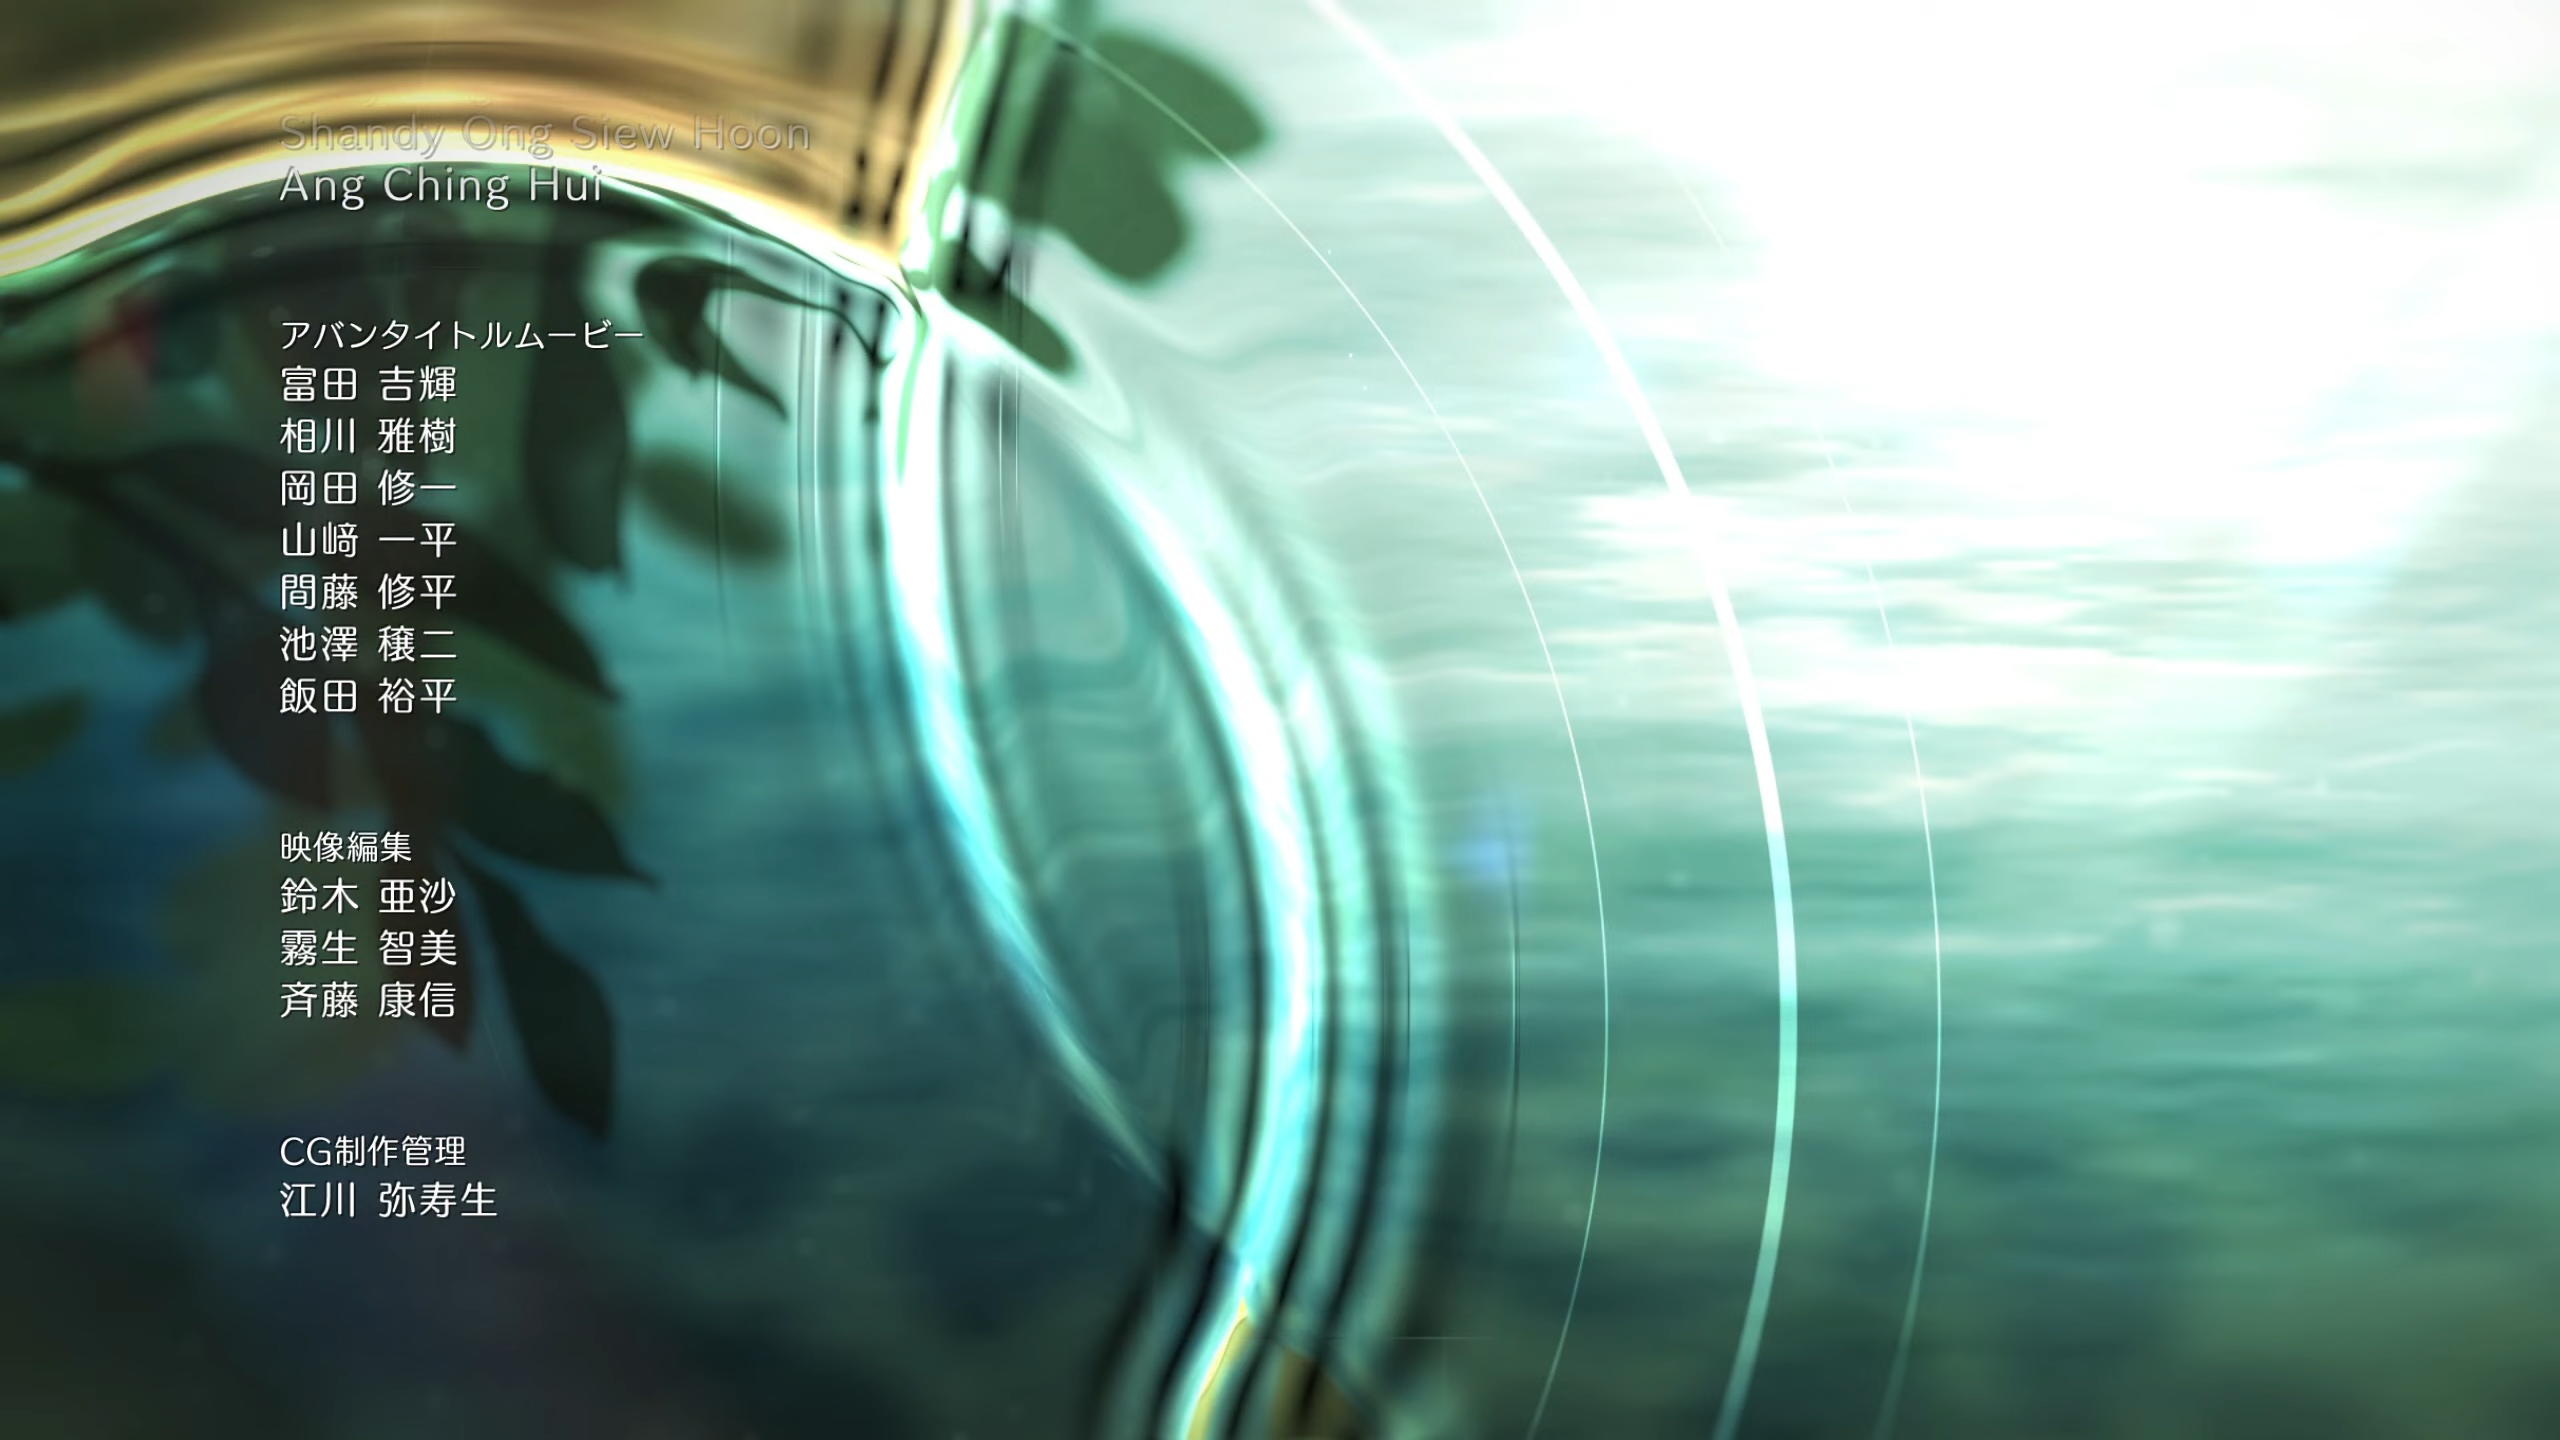 Shandy Ong Siew Hoon
Ang Ching Hui
アバンタイトルムービー
富田 吉輝
相川 雅樹
岡田 修一
山﨑 一平
間藤 修平
池澤 穣二
飯田 裕平
映像編集
鈴木 亜沙
霧生 智美
斉藤 康信
CG制作管理
江川 弥寿生